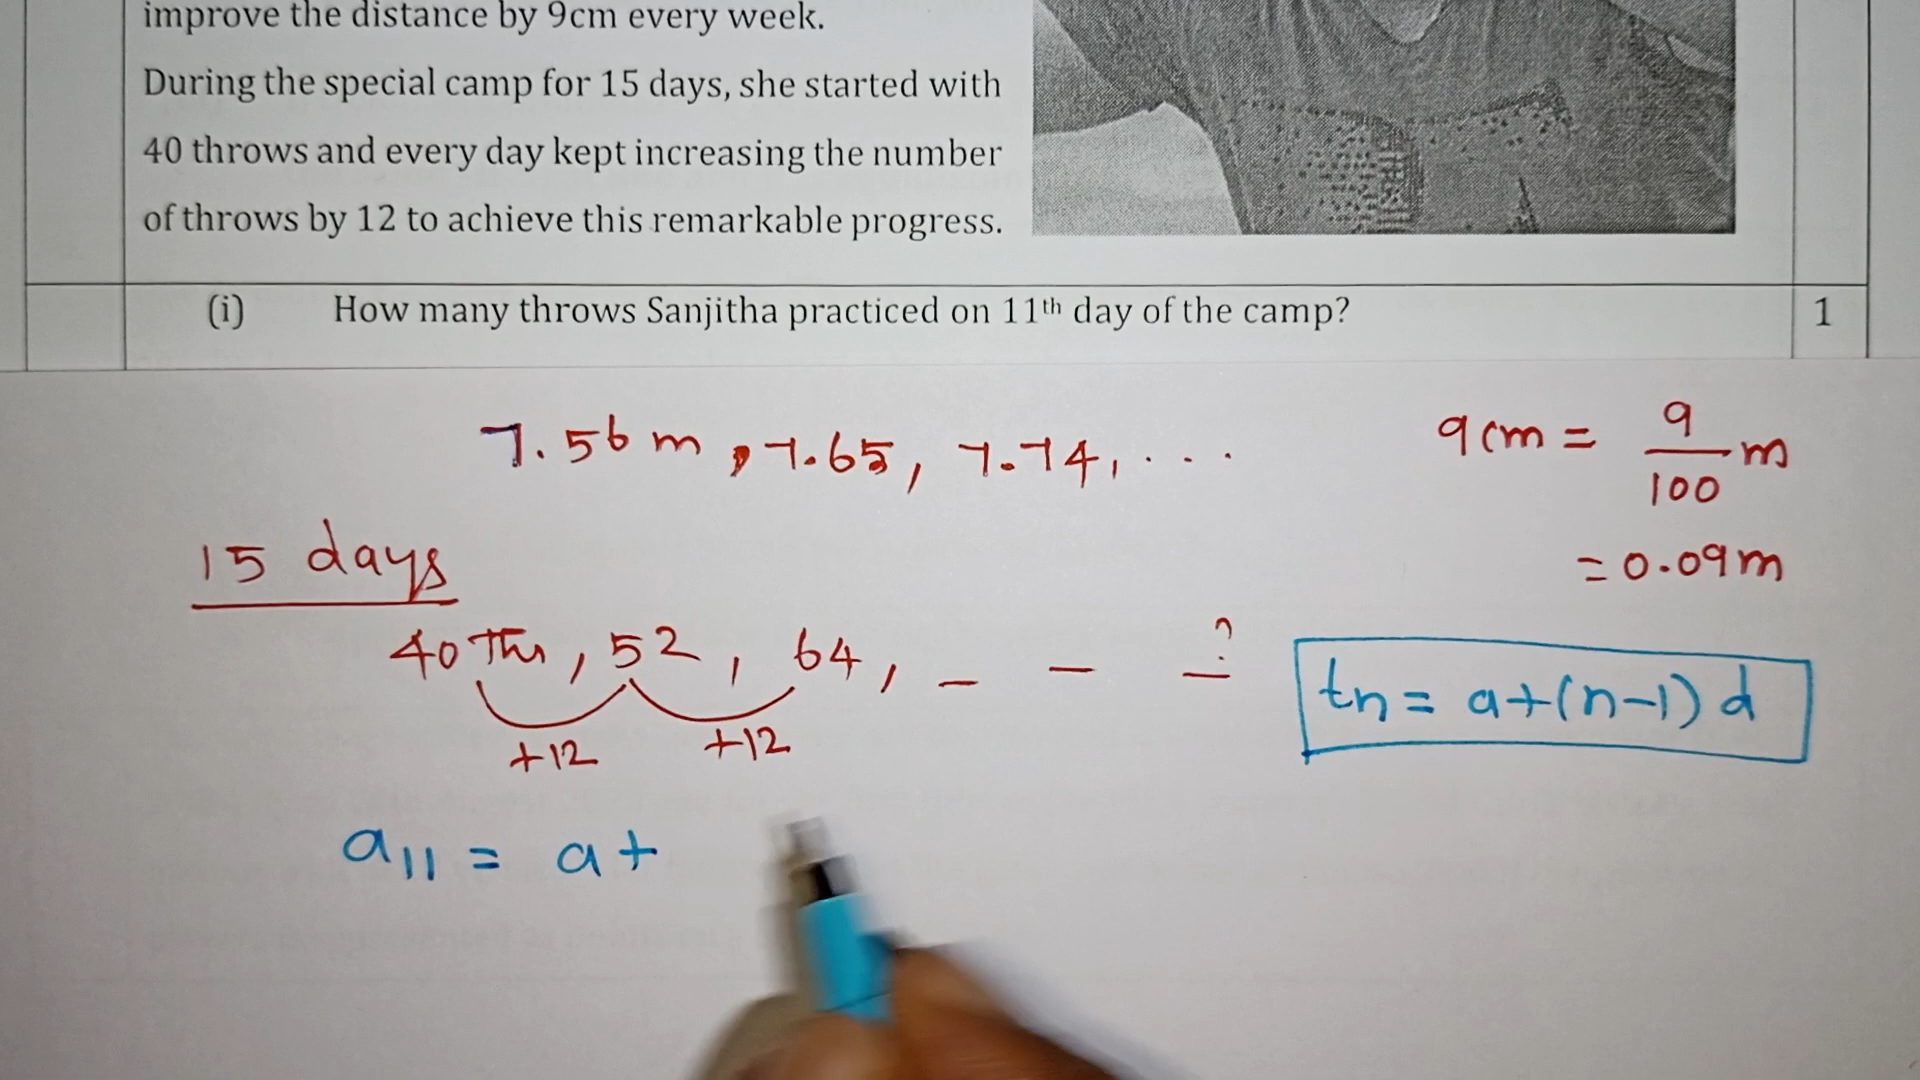 improve the distance by 9cm every week.
During the special camp for 15 days, she started with
40 throws and every day kept increasing the number
of throws by 12 to achieve this remarkable progress.
(i) How many throws Sanjitha practiced on 11th day of the camp? 1
7.56 m, 7.65, 7.74, ...
9cm = 9/100 m
= 0.09m
15 days
40 Thr, 52, 64, _ _ _?
+12 +12
tn = a+(n-1)d
a11 = a+